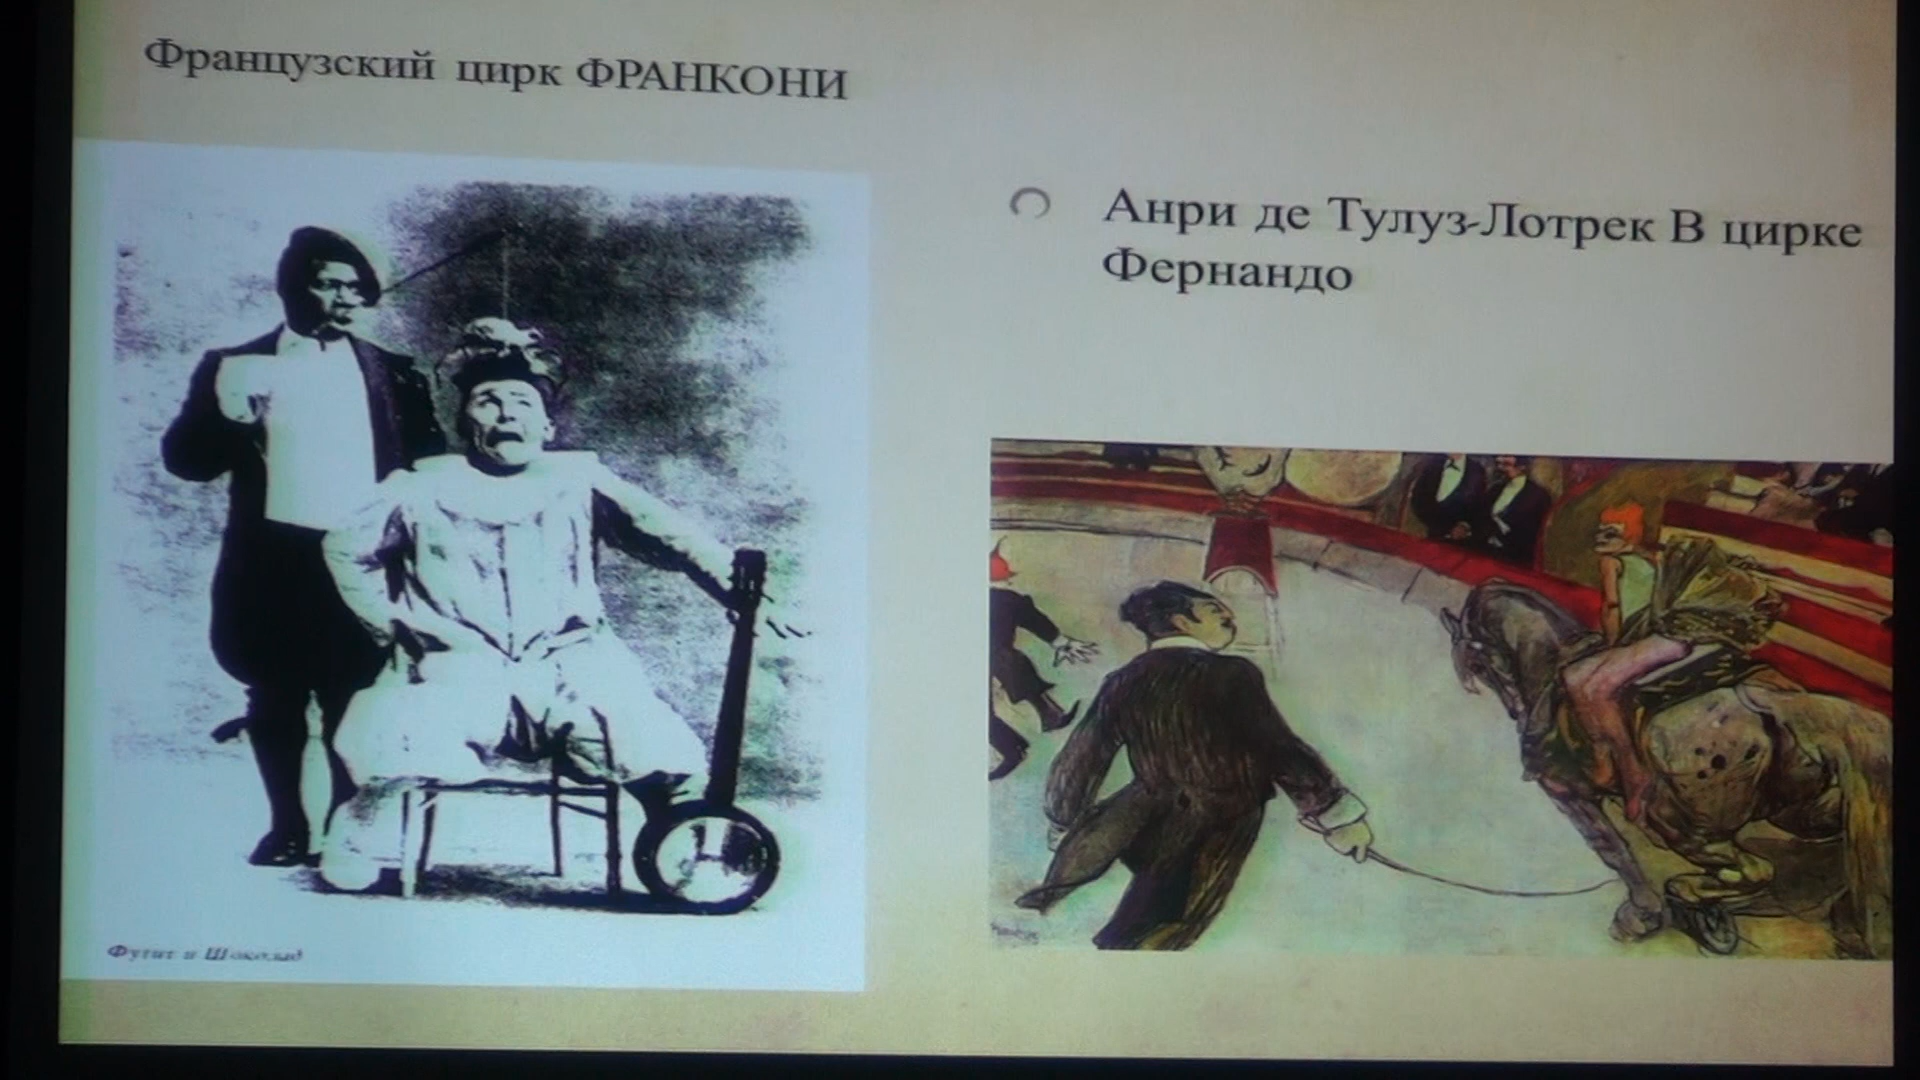 Французский цирк ФРАНКОНИ
Анри де Тулуз-Лотрек В цирке
Фернандо
Футит и Шоколад